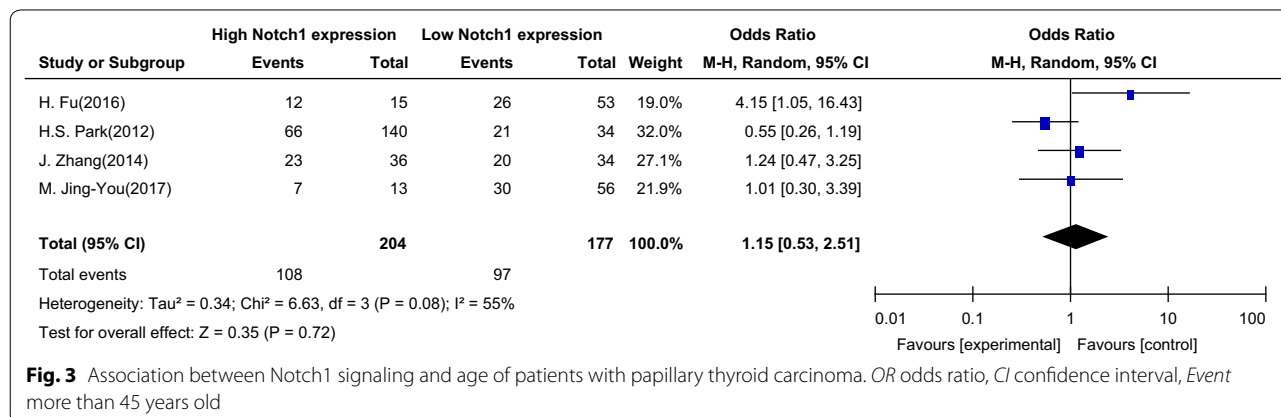 High Notch1 expression Low Notch1 expression Odds Ratio Odds Ratio
Study or Subgroup Events Total Events Total Weight M-H, Random, 95% CI M-H, Random, 95% CI
H. Fu(2016) 12 15 26 53 19.0% 4.15 [1.05, 16.43]
H.S. Park(2012) 66 140 21 34 32.0% 0.55 [0.26, 1.19]
J. Zhang(2014) 23 36 20 34 27.1% 1.24 [0.47, 3.25]
M. Jing-You(2017) 7 13 30 56 21.9% 1.01 [0.30, 3.39]
Total (95% CI) 204 177 100.0% 1.15 [0.53, 2.51]
Total events 108 97
Heterogeneity: Tau² = 0.34; Chi² = 6.63, df = 3 (P = 0.08); I² = 55%
Test for overall effect: Z = 0.35 (P = 0.72)
0.01 0.1 1 10 100
Favours [experimental] Favours [control]
Fig. 3 Association between Notch1 signaling and age of patients with papillary thyroid carcinoma. OR odds ratio, CI confidence interval, Event
more than 45 years old